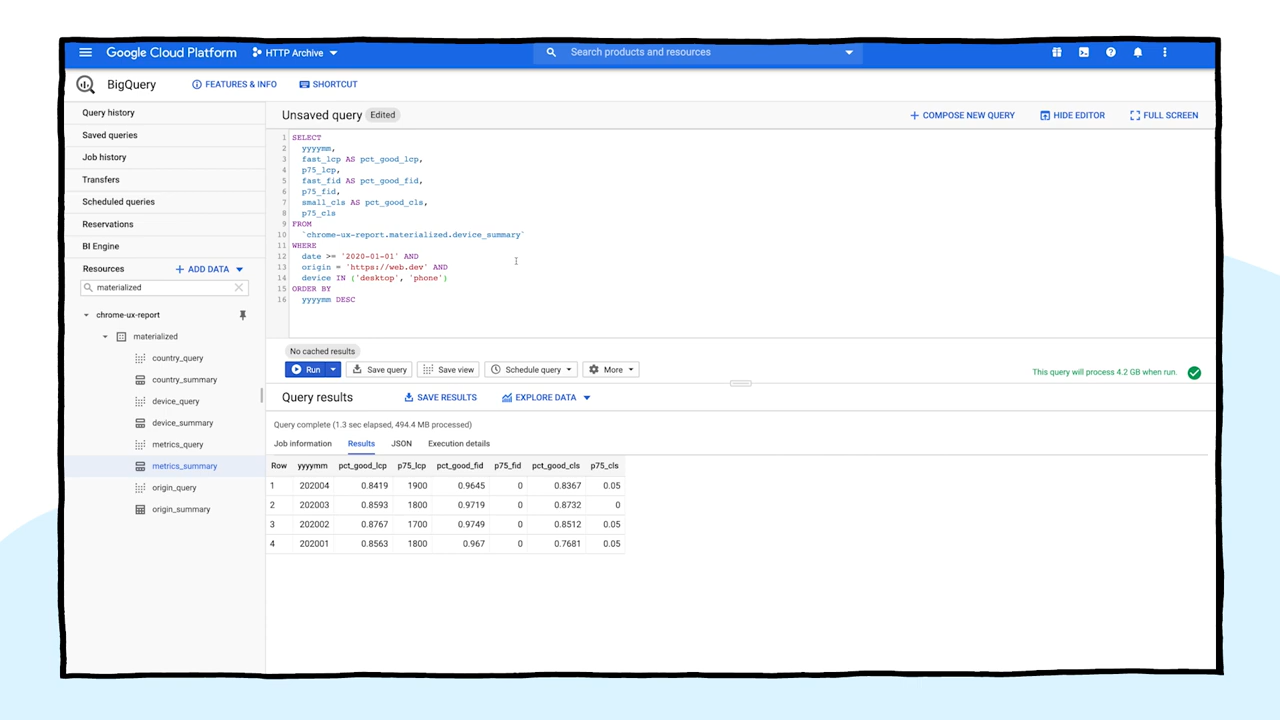 Google Cloud Platform HTTP Archive Search products and resources
BigQuery FEATURES & INFO SHORTCUT
Query history
Saved queries
Job history
Transfers
Scheduled queries
Reservations
BI Engine
Resources + ADD DATA
materialized
chrome-ux-report
materialized
country_query
country_summary
device_query
device_summary
metrics_query
metrics_summary
origin_query
origin_summary
Unsaved query Edited + COMPOSE NEW QUERY HIDE EDITOR FULL SCREEN
1 SELECT
2 yyyymm,
3 fast_lcp AS pct_good_lcp,
4 p75_lcp,
5 fast_fid AS pct_good_fid,
6 p75_fid,
7 small_cls AS pct_good_cls,
8 p75_cls
9 FROM
10 `chrome-ux-report.materialized.device_summary`
11 WHERE
12 date >= '2020-01-01' AND
13 origin = 'https://web.dev' AND
14 device IN ('desktop', 'phone')
15 ORDER BY
16 yyyymm DESC
No cached results
Run Save query Save view Schedule query More This query will process 4.2 GB when run.
Query results SAVE RESULTS EXPLORE DATA
Query complete (1.3 sec elapsed, 494.4 MB processed)
Job information Results JSON Execution details
Row yyyymm pct_good_lcp p75_lcp pct_good_fid p75_fid pct_good_cls p75_cls
1 202004 0.8419 1900 0.9645 0 0.8367 0.05
2 202003 0.8593 1800 0.9719 0 0.8732 0
3 202002 0.8767 1700 0.9749 0 0.8512 0.05
4 202001 0.8563 1800 0.967 0 0.7681 0.05